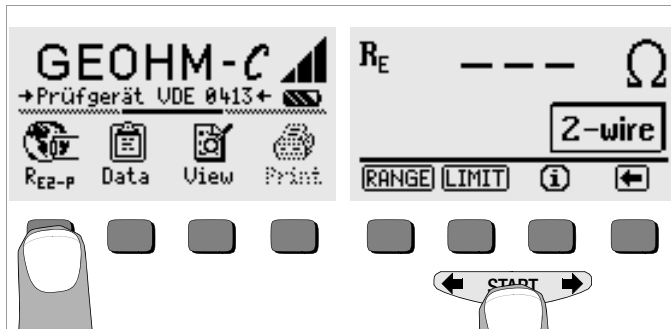 GEOHM-C
→Prüfgerät VDE 0413←
RE2-P Data View Print
RE — — — Ω
2-wire
RANGE LIMIT i
START